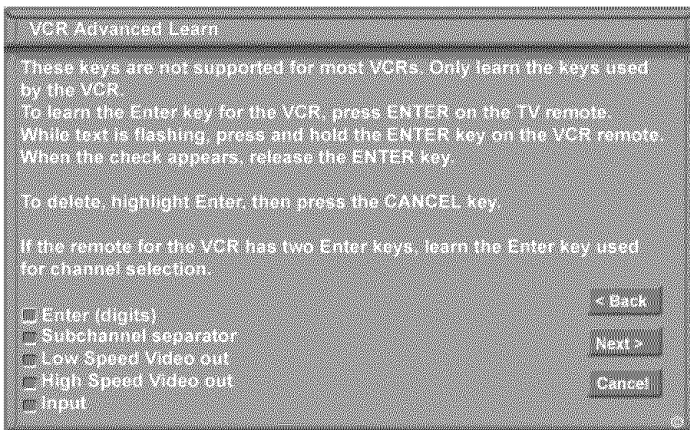 VCR Advanced Learn
These keys are not supported for most VCRs. Only learn the keys used
by the VCR.
To learn the Enter key for the VCR, press ENTER on the TV remote.
While text is flashing, press and hold the ENTER key on the VCR remote.
When the check appears, release the ENTER key.
To delete, highlight Enter, then press the CANCEL key.
If the remote for the VCR has two Enter keys, learn the Enter key used
for channel selection.
< Back
Enter (digits)
Subchannel separator
Next >
Low Speed Video out
High Speed Video out
Cancel
Input
©